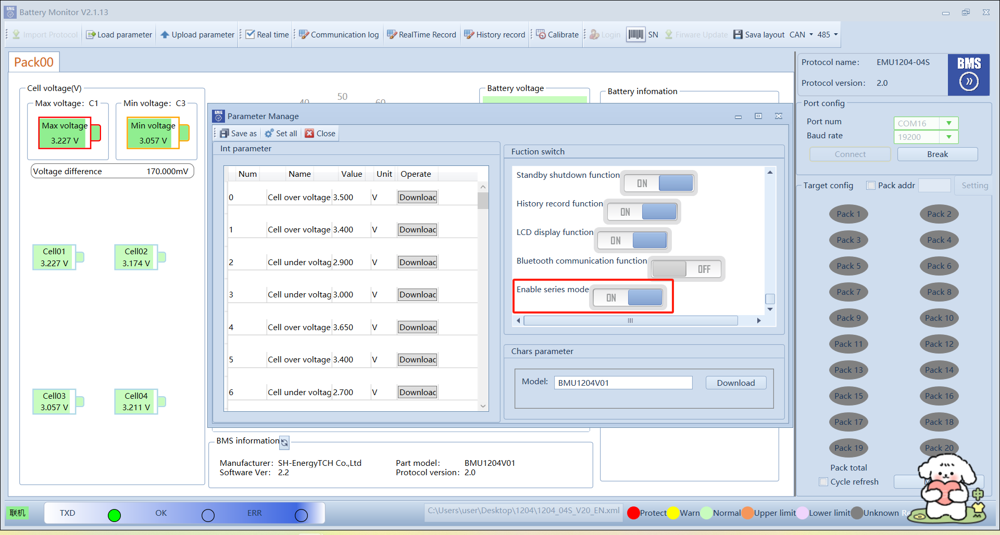 Battery Monitor V2.1.13
Import Protocol
Load parameter
Upload parameter
Real time
Communication log
RealTime Record
History record
Calibrate
Login
SN
Firware Update
Sava layout
CAN
485
Pack00
Cell voltage(V)
Max voltage: C1
Max voltage
3.227 V
Min voltage: C3
Min voltage
3.057 V
Voltage difference 170.000mV
Cell01
3.227 V
Cell02
3.174 V
Cell03
3.057 V
Cell04
3.211 V
40 50 60
Battery voltage
Battery infomation
Parameter Manage
Save as
Set all
Close
Int parameter
Num Name Value Unit Operate
0 Cell over voltage 3.500 V Downloac
1 Cell over voltage 3.400 V Downloac
2 Cell under voltag 2.900 V Downloac
3 Cell under voltag 3.000 V Downloac
4 Cell over voltage 3.650 V Downloac
5 Cell over voltage 3.400 V Downloac
6 Cell under voltag 2.700 V Downloac
Fuction switch
Standby shutdown function ON
History record function ON
LCD display function ON
Bluetooth communication function OFF
Enable series mode ON
Chars parameter
Model: BMU1204V01 Download
BMS information
Manufacturer: SH-EnergyTCH Co.,Ltd
Part model: BMU1204V01
Software Ver: 2.2
Protocol version: 2.0
Protocol name: EMU1204-04S
Protocol version: 2.0
BMS
Port config
Port num COM16
Baud rate 19200
Connect Break
Target config Pack addr Setting
Pack 1 Pack 2
Pack 3 Pack 4
Pack 5 Pack 6
Pack 7 Pack 8
Pack 9 Pack 10
Pack 11 Pack 12
Pack 13 Pack 14
Pack 15 Pack 16
Pack 17 Pack 18
Pack 19 Pack 20
Pack total
Cycle refresh
中
联机
TXD OK ERR
C:\Users\user\Desktop\1204\1204_04S_V20_EN.xml
Protect Warn Normal Upper limit Lower limit Unknown